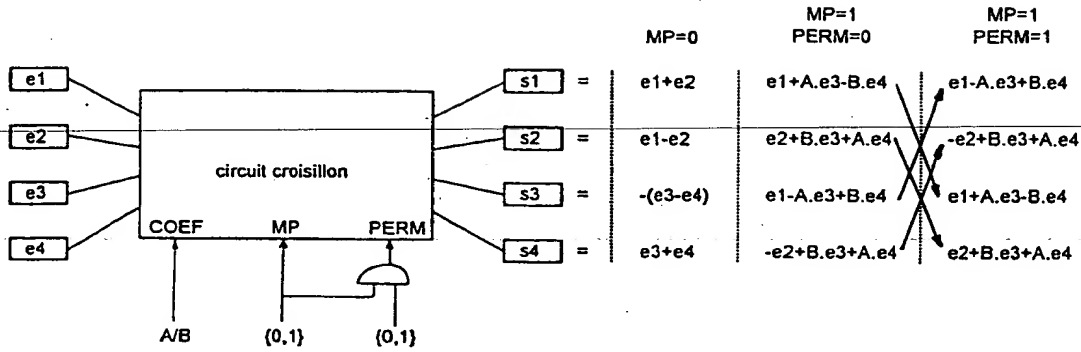 MP=0 MP=1 MP=1
PERM=0 PERM=1
e1 s1 = e1+e2 e1+A.e3-B.e4 e1-A.e3+B.e4
e2 s2 = e1-e2 e2+B.e3+A.e4 -e2+B.e3+A.e4
circuit croisillon
e3 s3 = -(e3-e4) e1-A.e3+B.e4 e1+A.e3-B.e4
COEF MP PERM
e4 s4 = e3+e4 -e2+B.e3+A.e4 e2+B.e3+A.e4
A/B {0,1} {0,1}